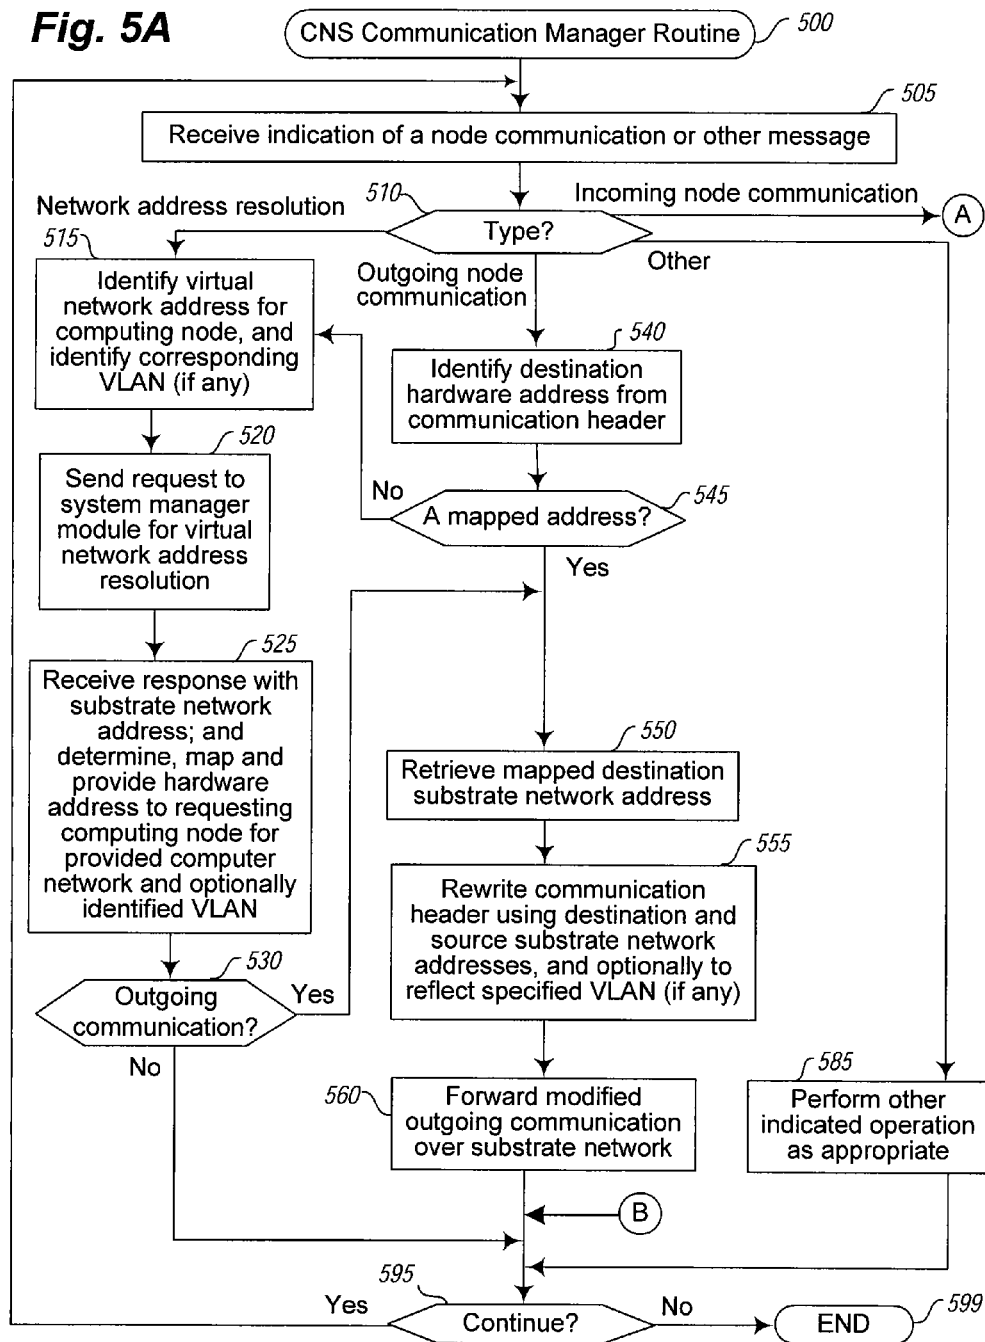 Fig. 5A
CNS Communication Manager Routine
500
505
Receive indication of a node communication or other message
Network address resolution
510
Type?
Incoming node communication
A
Other
Outgoing node
communication
515
Identify virtual
network address for
computing node, and
identify corresponding
VLAN (if any)
540
Identify destination
hardware address from
communication header
520
Send request to
system manager
module for virtual
network address
resolution
No
545
A mapped address?
Yes
525
Receive response with
substrate network
address; and
determine, map and
provide hardware
address to requesting
computing node for
provided computer
network and optionally
identified VLAN
550
Retrieve mapped destination
substrate network address
555
Rewrite communication
header using destination and
source substrate network
addresses, and optionally to
reflect specified VLAN (if any)
530
Outgoing
communication?
Yes
No
560
Forward modified
outgoing communication
over substrate network
585
Perform other
indicated operation
as appropriate
B
595
Yes
Continue?
No
END
599